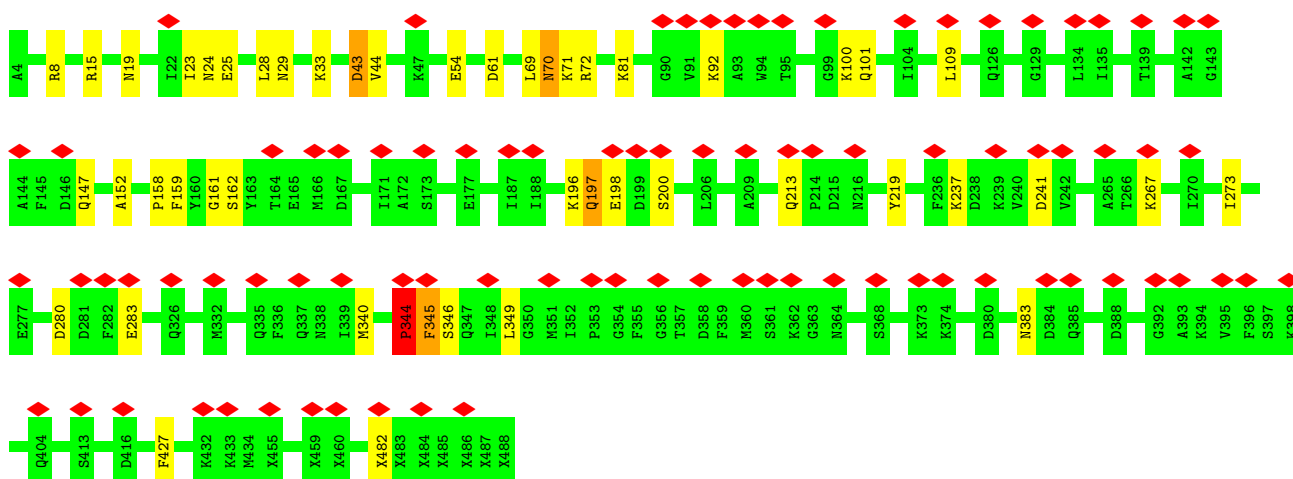 A4 R8 R15 N19 I22 I23 N24 E25 L28 N29 K33 D43 V44 K47 E54 D61 L69 N70 K71 R72 K81 G90 V91 K92 A93 W94 T95 G99 K100 Q101 I104 L109 Q126 G129 L134 I135 T139 A142 G143
A144 F145 D146 Q147 A152 P158 F159 Y160 G161 S162 Y163 T164 E165 M166 D167 I171 A172 S173 E177 I187 I188 K196 Q197 E198 D199 S200 L206 A209 Q213 P214 D215 N216 Y219 F236 K237 D238 K239 V240 D241 V242 A265 T266 K267 I270 I273
E277 D280 D281 F282 E283 Q326 M332 Q335 F336 Q337 N338 I339 M340 P344 F345 S346 Q347 I348 L349 G350 M351 I352 P353 G354 F355 G356 T357 D358 F359 M360 S361 K362 G363 N364 S368 K373 K374 D380 N383 D384 Q385 D388 G392 A393 K394 V395 F396 S397 K398
Q404 S413 D416 F427 K432 K433 M434 X455 X459 X460 X482 X483 X484 X485 X486 X487 X488